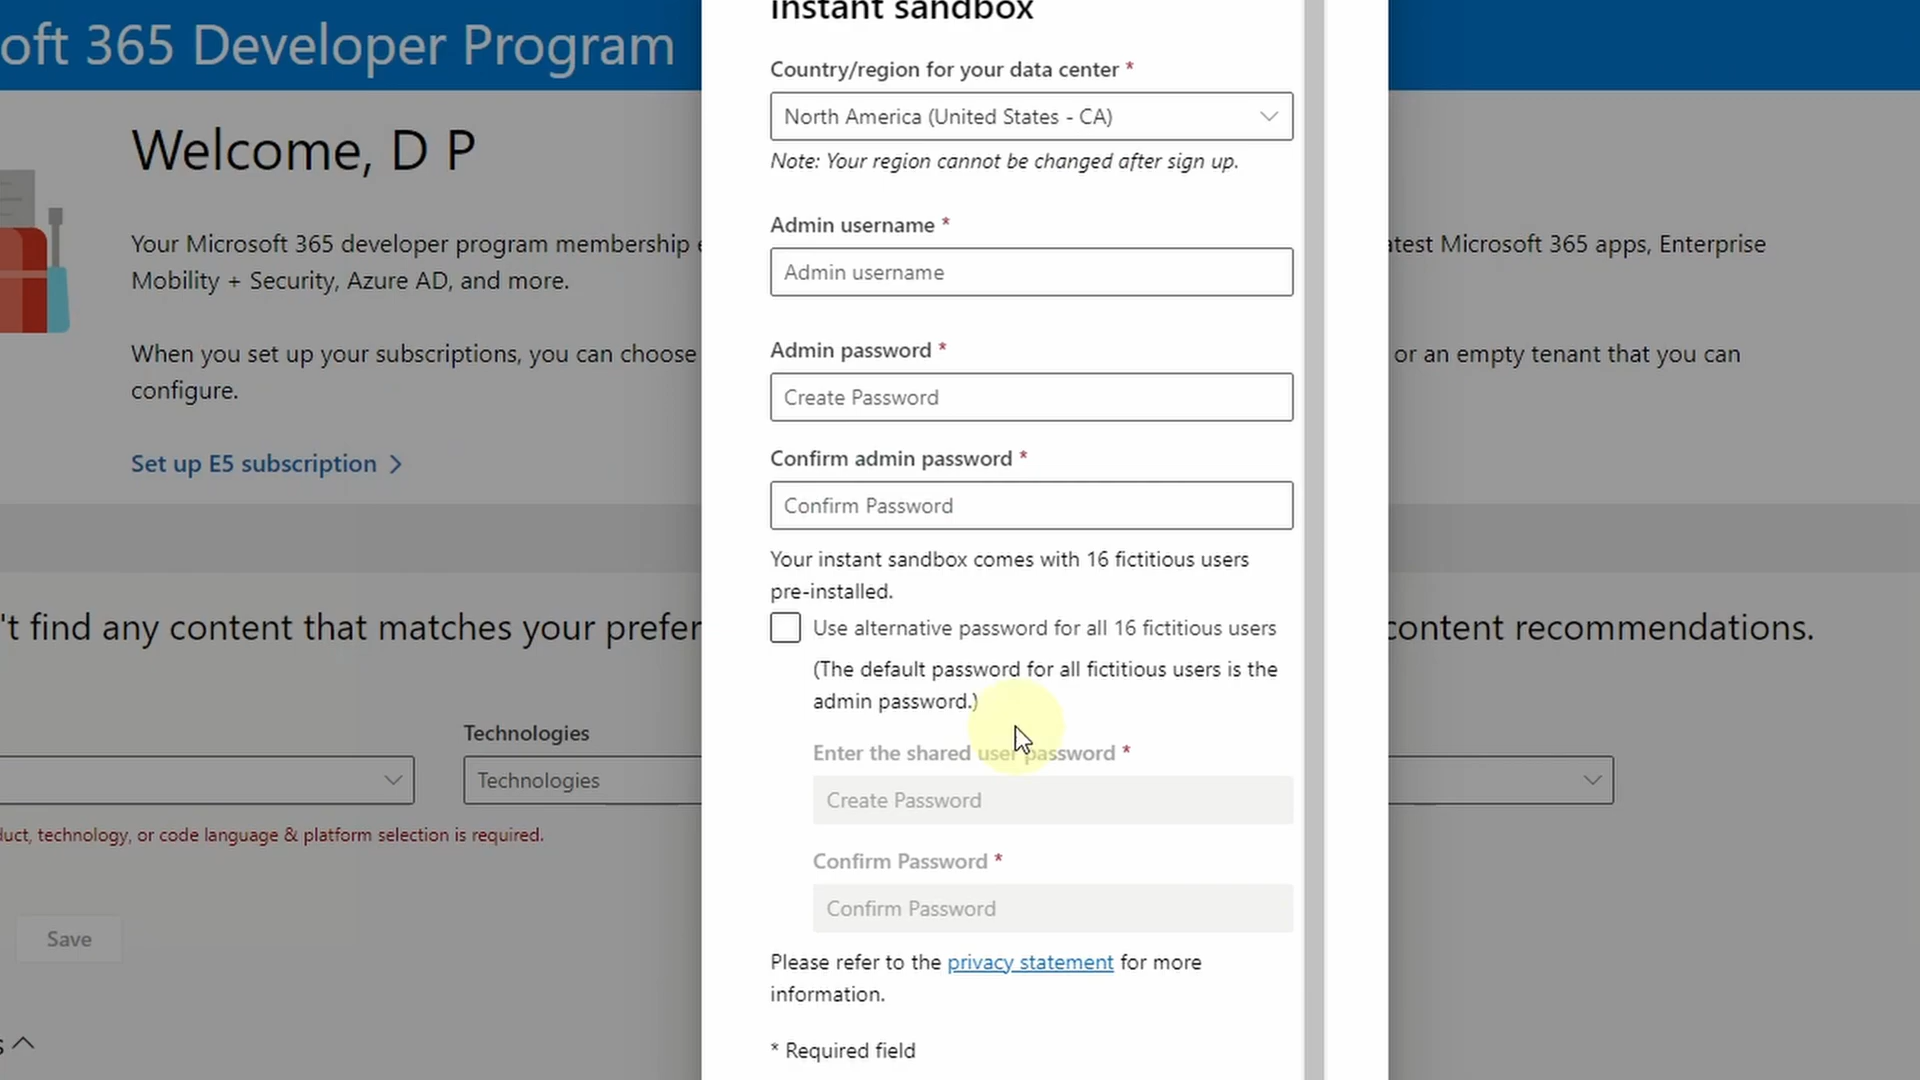 oft 365 Developer Program
Welcome, D P
Your Microsoft 365 developer program membership
Mobility + Security, Azure AD, and more.
When you set up your subscriptions, you can choose
configure.
Set up E5 subscription >
't find any content that matches your prefer
Technologies
Technologies
uct, technology, or code language & platform selection is required.
Save
instant sandbox
Country/region for your data center *
North America (United States - CA)
Note: Your region cannot be changed after sign up.
Admin username *
Admin username
Admin password *
Create Password
Confirm admin password *
Confirm Password
Your instant sandbox comes with 16 fictitious users
pre-installed.
Use alternative password for all 16 fictitious users
(The default password for all fictitious users is the
admin password.)
Enter the shared user password *
Create Password
Confirm Password *
Confirm Password
Please refer to the privacy statement for more
information.
* Required field
atest Microsoft 365 apps, Enterprise
or an empty tenant that you can
content recommendations.